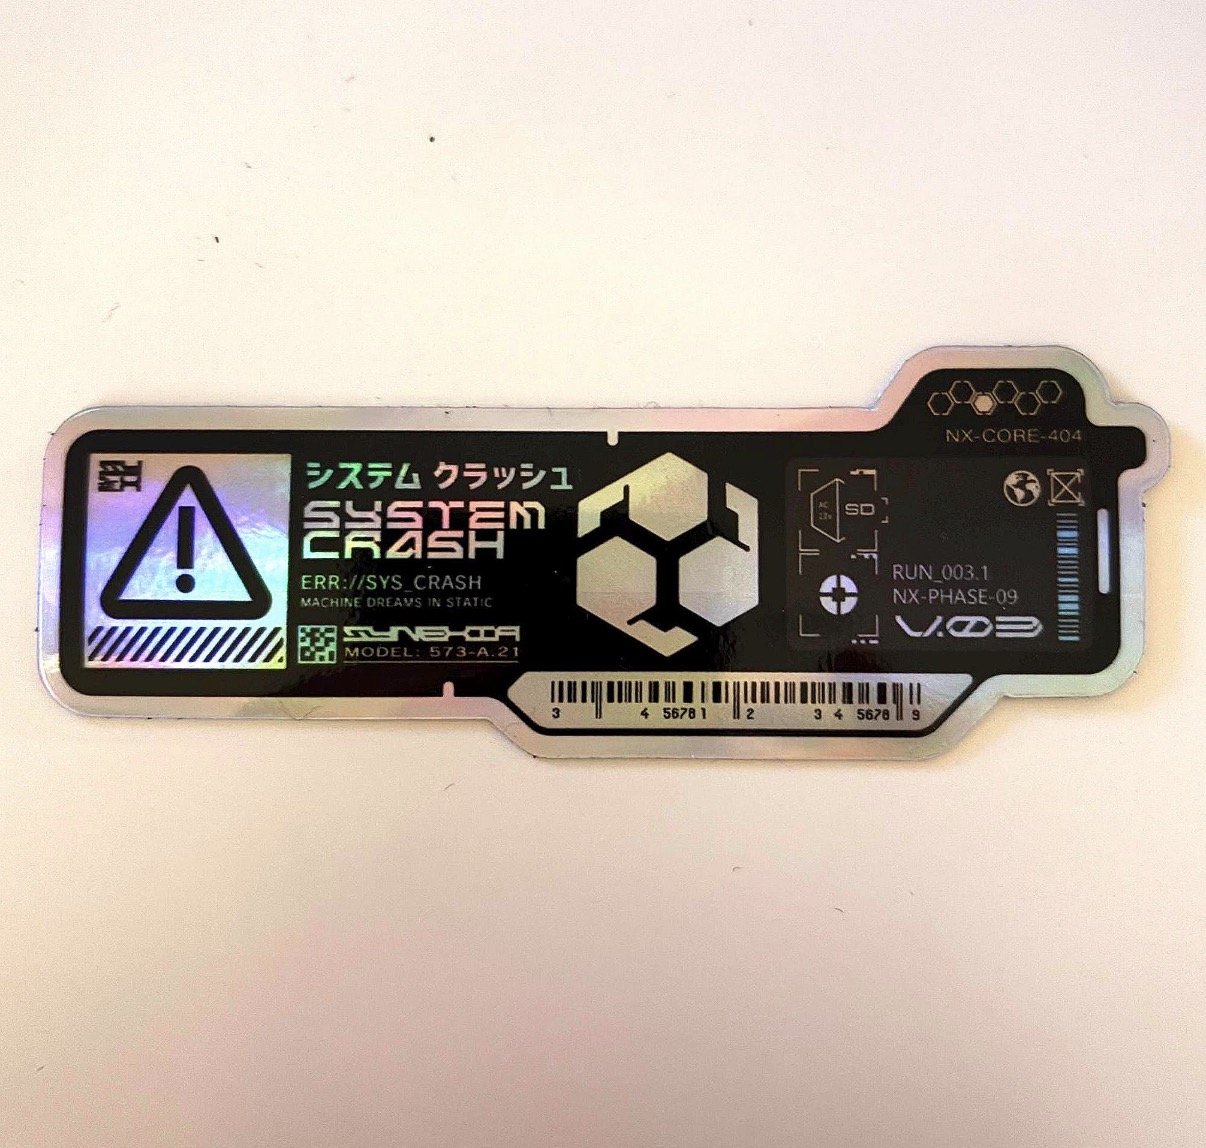 システム クラッシュ
SYSTEM
CRASH
ERR://SYS_CRASH
MACHINE DREAMS IN STATIC
SYNEXIA
MODEL: 573-A.21
NX-CORE-404
SD
RUN_003.1
NX-PHASE-09
V.03
3 4 56781 2 3 4 5678 9